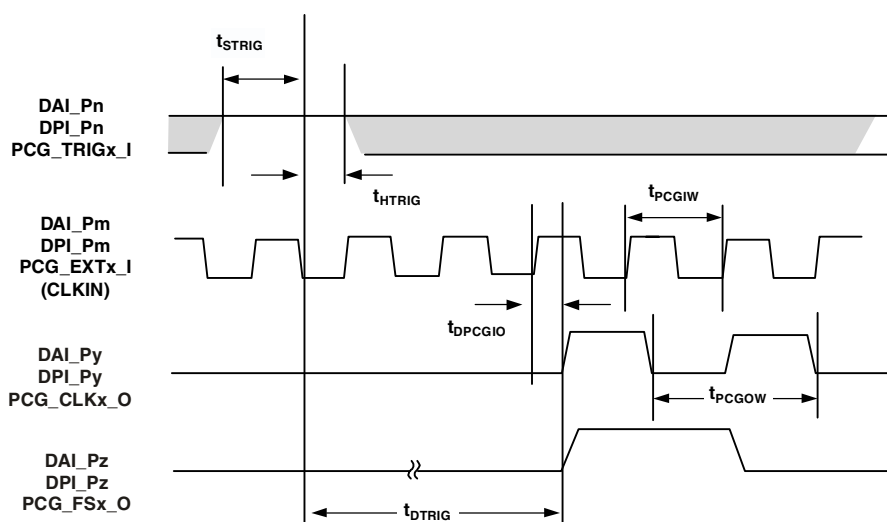 tSTRIG
DAI_Pn
DPI_Pn
PCG_TRIGx_I
tHTRIG
tPCGIW
DAI_Pm
DPI_Pm
PCG_EXTx_I
(CLKIN)
tDPCGIO
DAI_Py
DPI_Py
PCG_CLKx_O
tPCGOW
DAI_Pz
DPI_Pz
PCG_FSx_O
tDTRIG